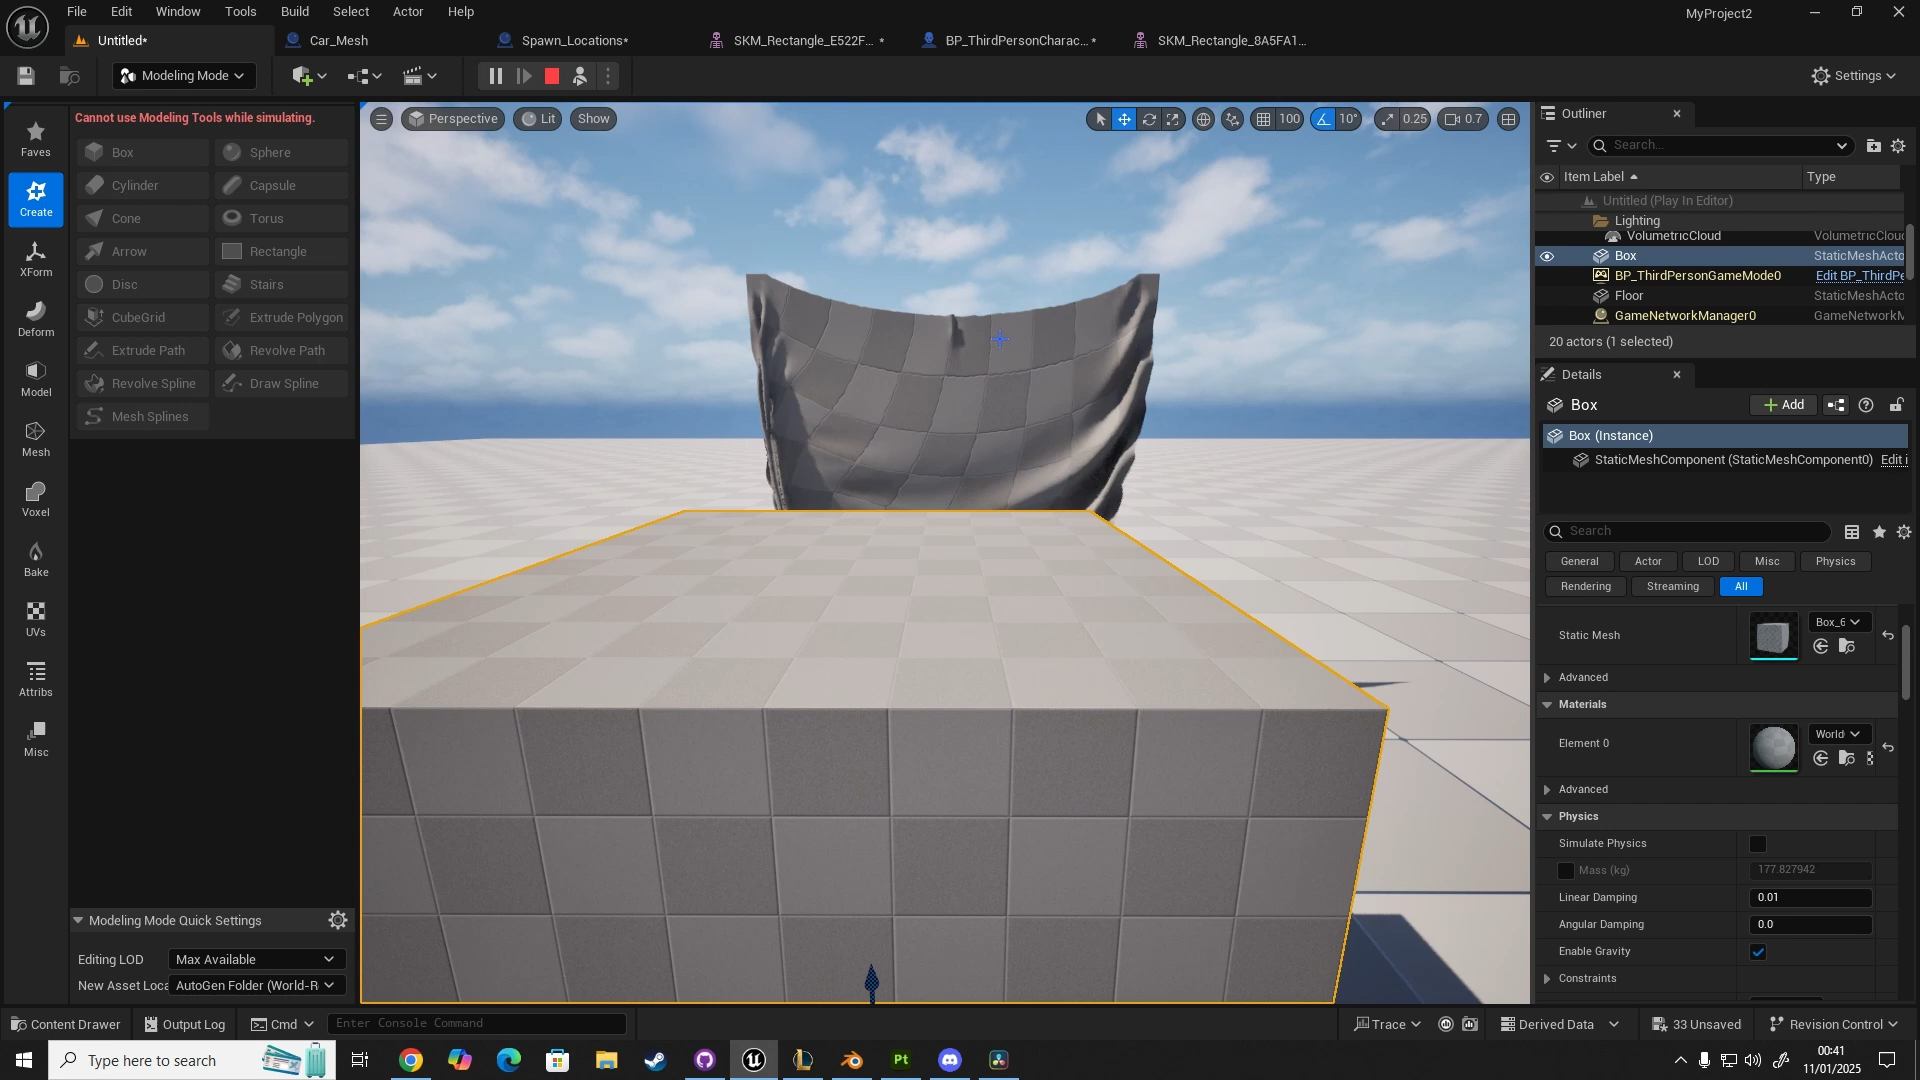 File Edit Window Tools Build Select Actor Help
MyProject2
Untitled*
Car_Mesh
Spawn_Locations*
SKM_Rectangle_E522F... *
BP_ThirdPersonCharac... *
SKM_Rectangle_8A5FA1...
Modeling Mode
Settings
Cannot use Modeling Tools while simulating.
Faves
Create
XForm
Deform
Model
Mesh
Voxel
Bake
UVs
Attribs
Misc
Box
Sphere
Cylinder
Capsule
Cone
Torus
Arrow
Rectangle
Disc
Stairs
CubeGrid
Extrude Polygon
Extrude Path
Revolve Path
Revolve Spline
Draw Spline
Mesh Splines
Modeling Mode Quick Settings
Editing LOD
Max Available
New Asset Loca
AutoGen Folder (World-R
Perspective
Lit
Show
100
10°
0.25
0.7
Outliner
Search...
Item Label
Type
Untitled (Play In Editor)
Lighting
VolumetricCloud
VolumetricClou
Box
StaticMeshActo
BP_ThirdPersonGameMode0
Edit BP_ThirdPe
Floor
StaticMeshActo
GameNetworkManager0
GameNetworkM
20 actors (1 selected)
Details
Box
Add
Box (Instance)
StaticMeshComponent (StaticMeshComponent0)
Edit i
Search
General
Actor
LOD
Misc
Physics
Rendering
Streaming
All
Static Mesh
Box_6
Advanced
Materials
Element 0
World
Advanced
Physics
Simulate Physics
Mass (kg)
177.827942
Linear Damping
0.01
Angular Damping
0.0
Enable Gravity
Constraints
Content Drawer
Output Log
Cmd
Enter Console Command
Trace
Derived Data
33 Unsaved
Revision Control
Type here to search
Pt
00:41
11/01/2025